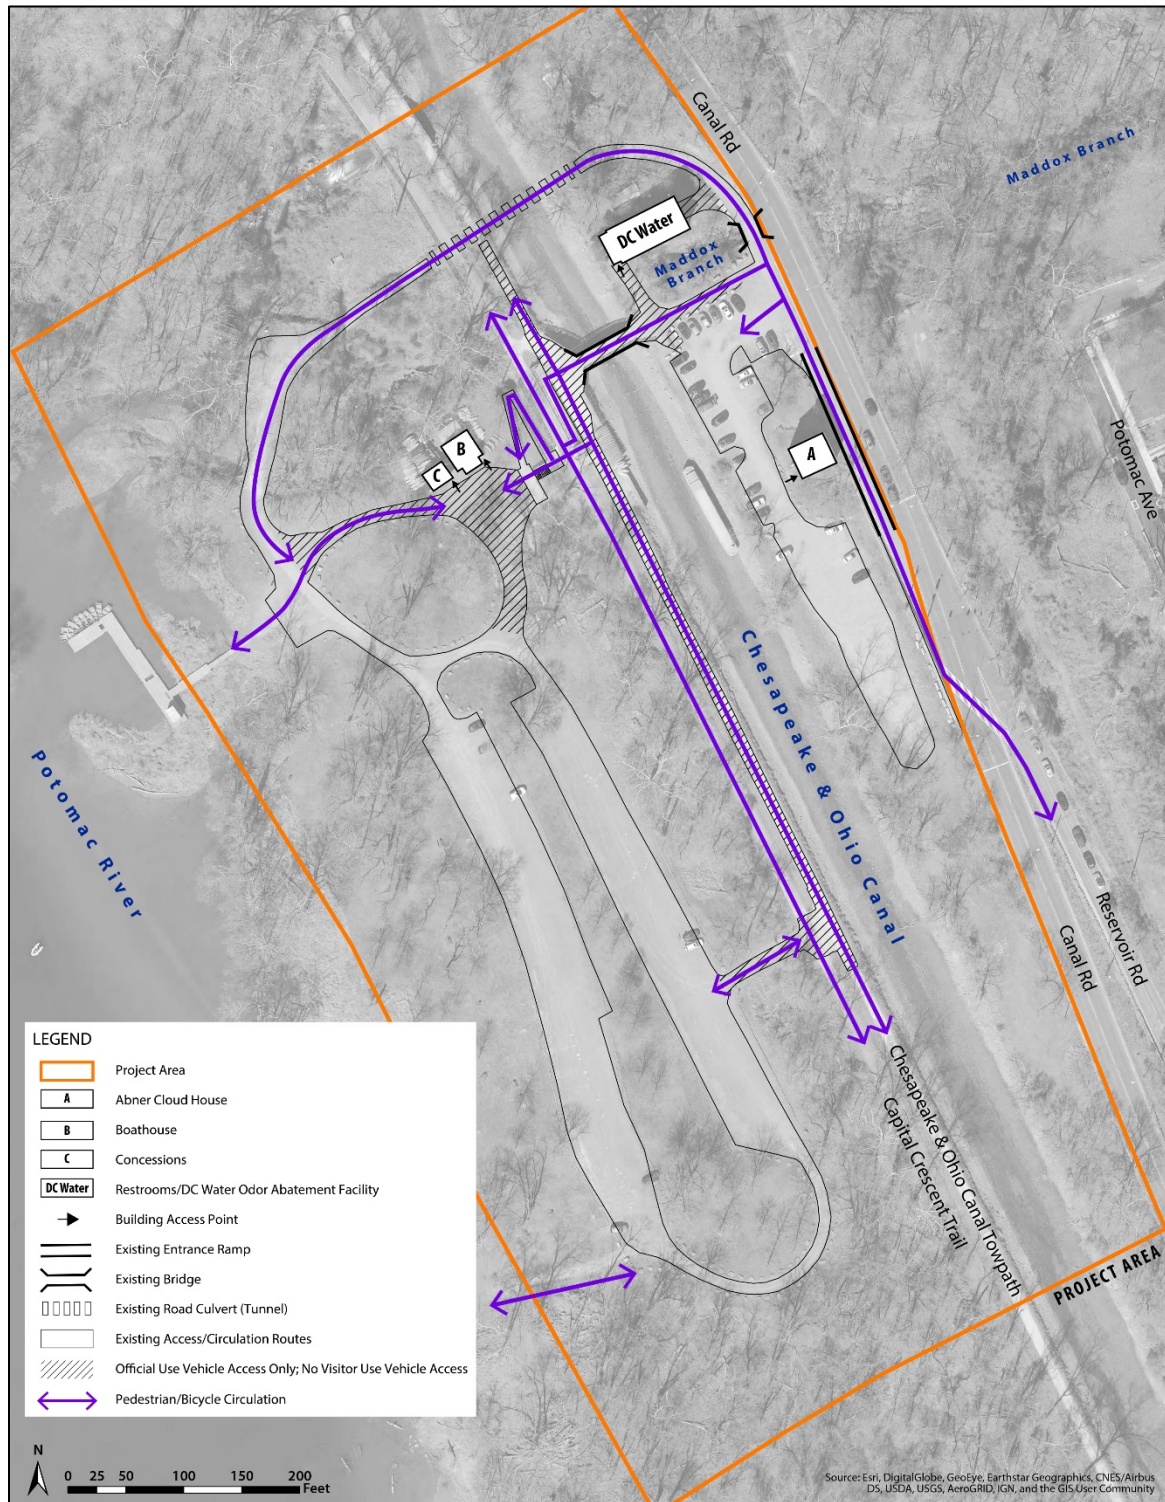 Canal Rd
Maddox Branch
DC Water
Maddox
Branch
A
B
C
Potomac Ave
Chesapeake & Ohio Canal
Potomac River
Reservoir Rd
Canal Rd
Chesapeake & Ohio Canal Towpath
Capital Crescent Trail
PROJECT AREA
LEGEND
Project Area
A Abner Cloud House
B Boathouse
C Concessions
DC Water Restrooms/DC Water Odor Abatement Facility
Building Access Point
Existing Entrance Ramp
Existing Bridge
Existing Road Culvert (Tunnel)
Existing Access/Circulation Routes
Official Use Vehicle Access Only; No Visitor Use Vehicle Access
Pedestrian/Bicycle Circulation
N
0 25 50 100 150 200
Feet
Source: Esri, DigitalGlobe, GeoEye, Earthstar Geographics, CNES/Airbus
DS, USDA, USGS, AeroGRID, IGN, and the GIS User Community